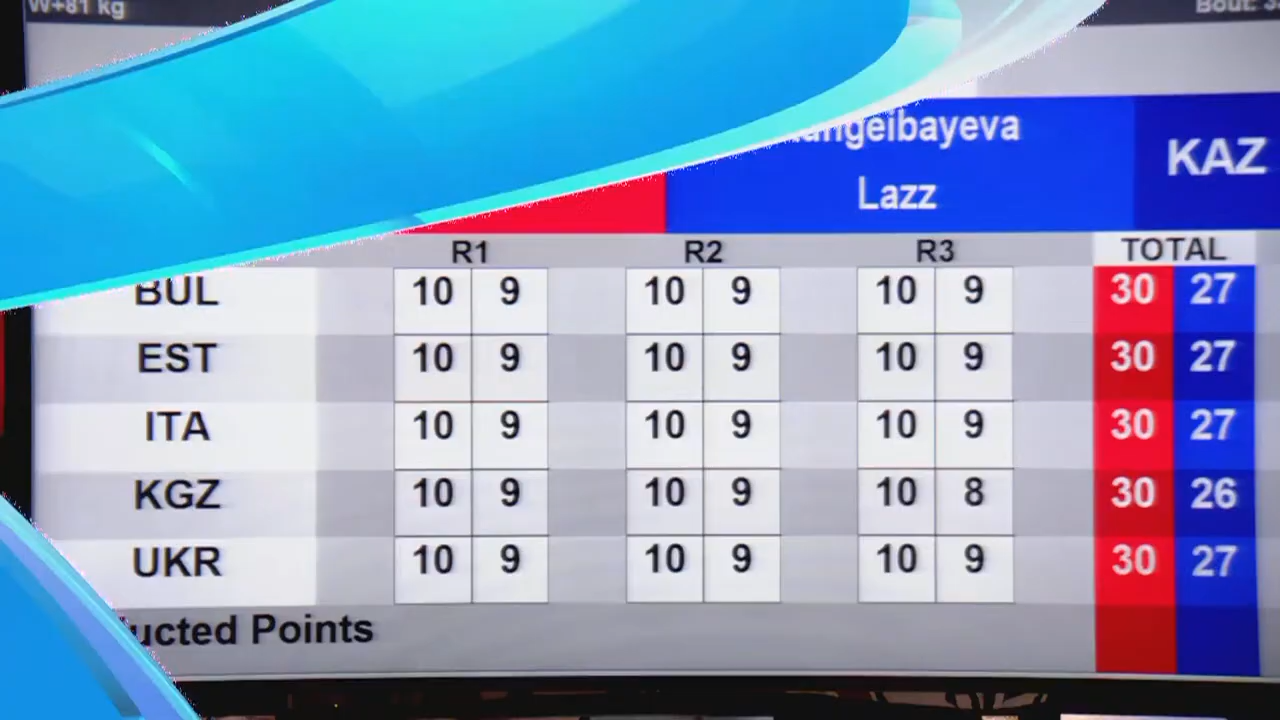 W+81 kg
Bout:
KAZ
Lazz
R1 R2 R3 TOTAL
BUL 10 9 10 9 10 9 30 27
EST 10 9 10 9 10 9 30 27
ITA 10 9 10 9 10 9 30 27
KGZ 10 9 10 9 10 8 30 26
UKR 10 9 10 9 10 9 30 27
Points